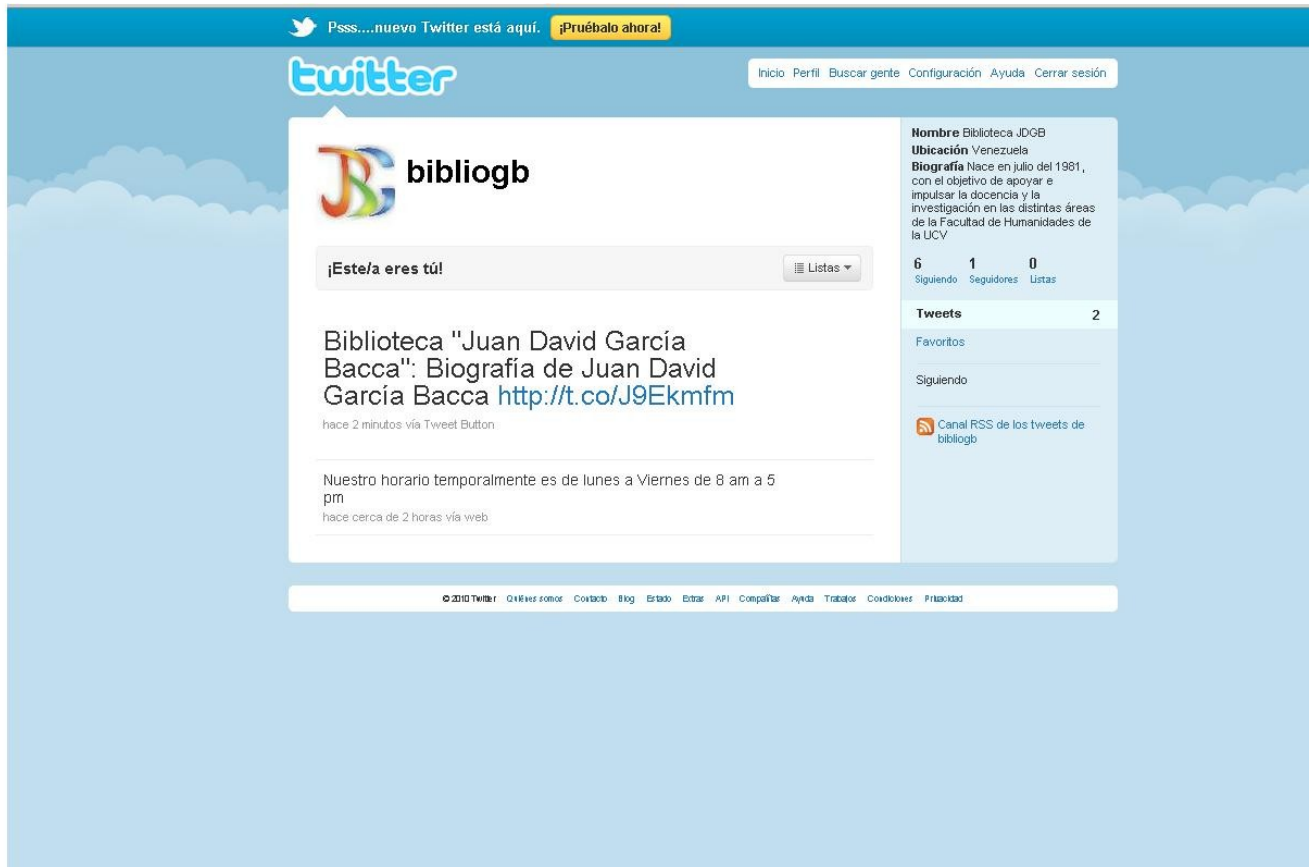 Psss....nuevo Twitter está aquí. ¡Pruébalo ahora!
twitter
Inicio Perfil Buscar gente Configuración Ayuda Cerrar sesión
bibliogb
¡Este/a eres tú!
Listas
Biblioteca "Juan David García
Bacca": Biografía de Juan David
García Bacca http://t.co/J9Ekmfm
hace 2 minutos vía Tweet Button
Nuestro horario temporalmente es de lunes a Viernes de 8 am a 5
pm
hace cerca de 2 horas vía web
Nombre Biblioteca JDGB
Ubicación Venezuela
Biografía Nace en julio del 1981,
con el objetivo de apoyar e
impulsar la docencia y la
investigación en las distintas áreas
de la Facultad de Humanidades de
la UCV
6 1 0
Siguiendo Seguidores Listas
Tweets 2
Favoritos
Siguiendo
Canal RSS de los tweets de
bibliogb
© 2010 Twitter Quiénes somos Contacto Blog Estado Extras API Compañías Ayuda Trabajos Condiciones Privacidad